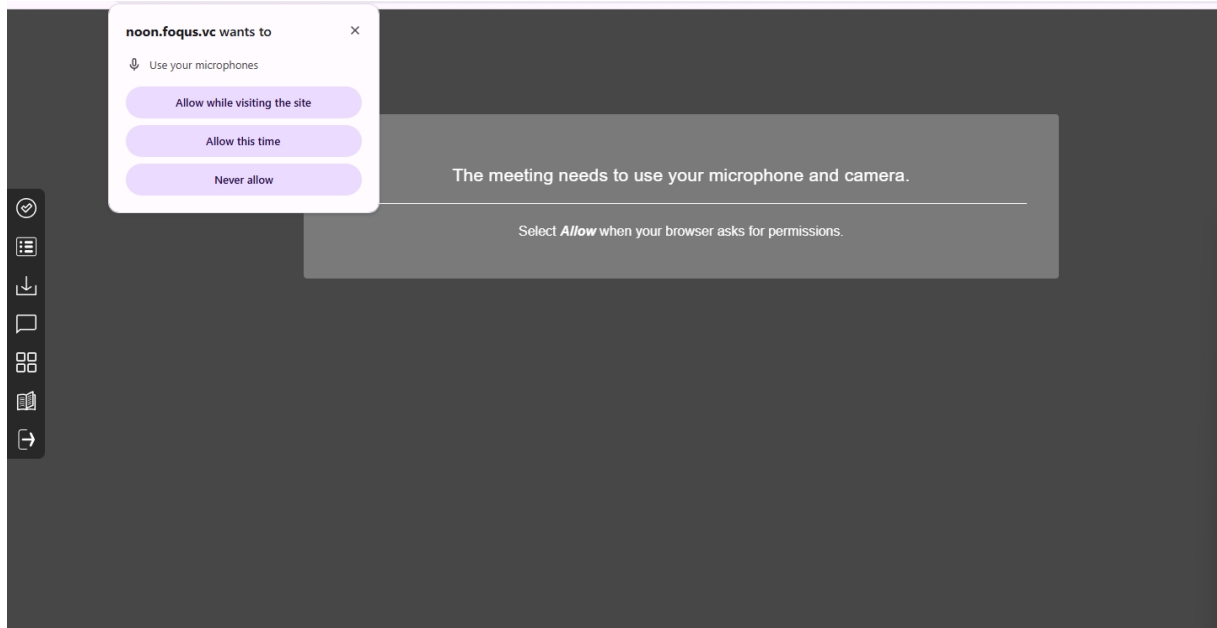 noon.foqus.vc wants to
Use your microphones
Allow while visiting the site
Allow this time
Never allow
The meeting needs to use your microphone and camera.
Select Allow when your browser asks for permissions.